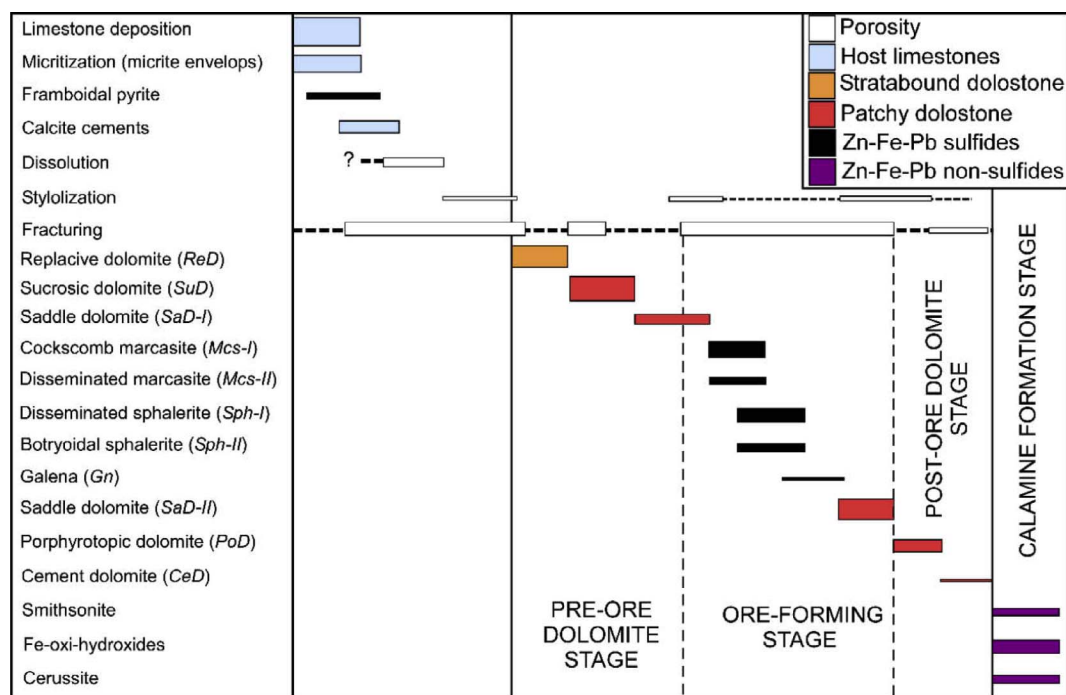 Limestone deposition
Micritization (micrite envelops)
Framboidal pyrite
Calcite cements
Dissolution
?
Stylolization
Fracturing
Replacive dolomite (ReD)
Sucrosic dolomite (SuD)
Saddle dolomite (SaD-I)
Cockscomb marcasite (Mcs-I)
Disseminated marcasite (Mcs-II)
Disseminated sphalerite (Sph-I)
Botryoidal sphalerite (Sph-II)
Galena (Gn)
Saddle dolomite (SaD-II)
Porphyrotopic dolomite (PoD)
Cement dolomite (CeD)
Smithsonite
Fe-oxi-hydroxides
Cerussite
PRE-ORE
DOLOMITE
STAGE
ORE-FORMING
STAGE
POST-ORE DOLOMITE
STAGE
CALAMINE FORMATION STAGE
Porosity
Host limestones
Stratabound dolostone
Patchy dolostone
Zn-Fe-Pb sulfides
Zn-Fe-Pb non-sulfides